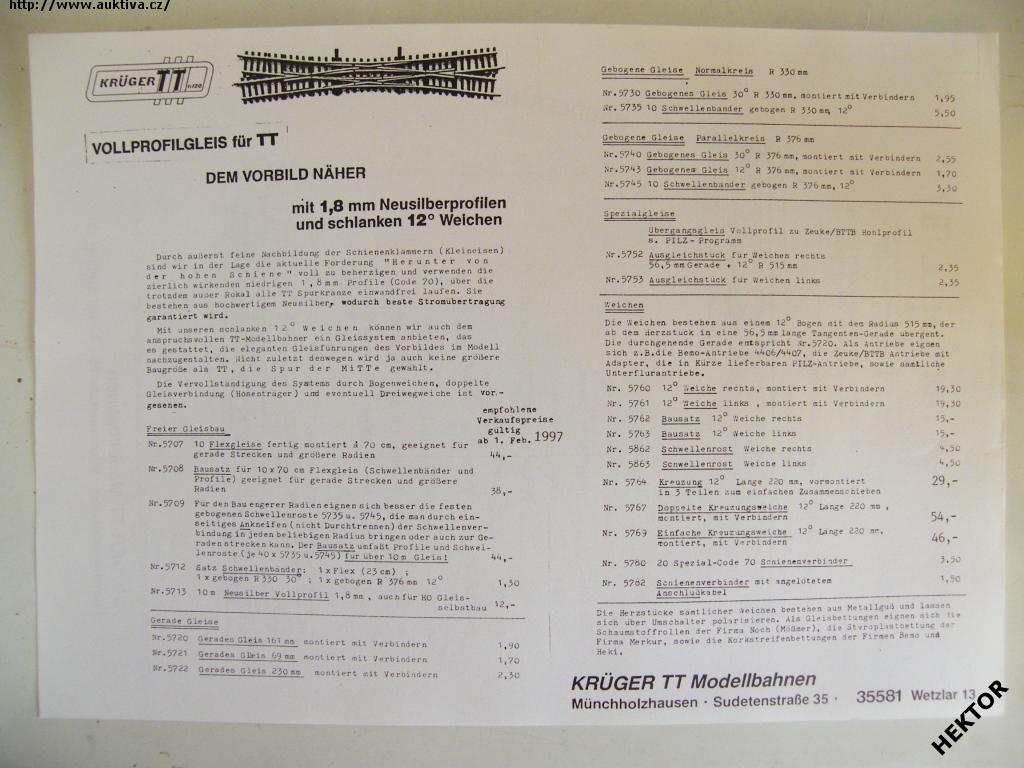 http://www.auktiva.cz/
KRÜGER TT 1:120
VOLLPROFILGLEIS für TT
DEM VORBILD NÄHER
mit 1,8 mm Neusilberprofilen
und schlanken 12° Weichen
Durch äußerst feine Nachbildung der Schienenklammern (Kleineisen)
sind wir in der Lage die aktuelle Forderung "Herunter von
der hohen Schiene" voll zu beherzigen und verwenden die
zierlich wirkenden niedrigen 1,8mm Profile (Code 70), über die
trotzdem außer Rokal alle TT Spurkranze einwandfrei laufen. Sie
bestehen aus hochwertigem Neusilber, wodurch beste Stromübertragung
garantiert wird.
Mit unseren schlanken 12° Weichen können wir auch dem
anspruchsvollen TT-Modellbahner ein Gleissystem anbieten, das
es gestattet, die eleganten Gleisführungen des Vorbildes im Modell
nachzugestalten. Nicht zuletzt deswegen wird ja auch keine größere
Baugröße als TT, die Spur der MiTTe gewählt.
Die Vervollständigung des Systems durch Bogenweichen, doppelte
Gleisverbindung (Hosenträger) und eventuell Dreiwegweiche ist vor-
gesehen.
empfohlene
Verkaufspreise
gültig
ab 1. Feb. 1997
Freier Gleisbau
Nr.5707 10 Flexgleise fertig montiert à 70 cm, geeignet für
gerade Strecken und größere Radien 44,-
Nr.5708 Bausatz für 10x70 cm Flexgleis (Schwellenbänder und
Profile) geeignet für gerade Strecken und größere
Radien 38,-
Nr.5709 Für den Bau engerer Radien eignen sich besser die festen
gebogenen Schwellenroste 5735 u. 5745, die man durch ein-
seitiges Ankneifen (nicht Durchtrennen) der Schwellenver-
bindung in jeden beliebigen Radius bringen oder auch zur Ge-
raden strecken kann. Der Bausatz umfaßt Profile und Schwel-
lenroste (je 40 x 5735 u. 5745) für über 10m Gleis! 44,-
Nr.5712 Satz Schwellenbänder: 1 x Flex (23 cm) ;
1 x gebogen R 330 30° ; 1 x gebogen R 376 mm 12° 1,30
Nr.5713 10m Neusilber Vollprofil 1,8mm, auch für HO Gleis-
selbstbau 12,-
Gerade Gleise
Nr.5720 Gerades Gleis 161 mm montiert mit Verbindern 1,90
Nr.5721 Gerades Gleis 69 mm montiert mit Verbindern 1,70
Nr.5722 Gerades Gleis 230 mm montiert mit Verbindern 2,30
Gebogene Gleise Normalkreis R 330 mm
Nr.5730 Gebogenes Gleis 30° R 330 mm, montiert mit Verbindern 1,95
Nr.5735 10 Schwellenbander gebogen R 330 mm, 12° 5,50
Gebogene Gleise Parallelkreis R 376 mm
Nr.5740 Gebogenes Gleis 30° R 376 mm, montiert mit Verbindern 2,55
Nr.5743 Gebogenes Gleis 12° R 376 mm, montiert mit Verbindern 1,70
Nr.5745 10 Schwellenbander gebogen R 376 mm, 12° 3,30
Spezialgleise
Übergangsgleis Vollprofil zu Zeuke/BTTB Hohlprofil
s. PILZ-Programm
Nr.5752 Ausgleichstück für Weichen rechts
56,5 mm Gerade + 12° R 515 mm 2,35
Nr.5753 Ausgleichstück für Weichen links 2,35
Weichen
Die Weichen bestehen aus einem 12° Bogen mit dem Radius 515 mm, der
ab dem Herzstuck in eine 56,5 mm lange Tangenten-Gerade übergent.
Die durchgehende Gerade entspricht Nr.5720. Als Antriebe eignen
sich z.B.die Bemo-Antriebe 4406/4407, die Zeuke/BTTB Antriebe mit
Adapter, die in Kürze lieferbaren PILZ-Antriebe, sowie samtliche
Unterflurantriebe.
Nr. 5760 12° Weiche rechts, montiert mit Verbindern 19,30
Nr. 5761 12° Weiche links , montiert mit Verbindern 19,30
Nr. 5762 Bausatz 12° Weiche rechts 15,-
Nr. 5763 Bausatz 12° Weiche links 15,-
Nr. 5862 Schwellenrost Weiche rechts 4,50
Nr. 5863 Schwellenrost Weiche links 4,50
Nr. 5764 Kreuzung 12° Lange 220 mm, vormontiert 29,-
in 3 Teilen zum einfachen Zusammenschieben
Nr. 5767 Doppelte Kreuzungsweiche 12° Lange 220 mm ,
montiert, mit Verbindern 54,-
Nr. 5769 Einfache Kreuzungsweiche 12° Lange 220 mm,
montiert, mit Verbindern 46,-
Nr. 5780 20 Spezial-Code 70 Schienenverbinder 3,50
Nr. 5782 Schienenverbinder mit angelötetem 1,50
Anschlußkabel
Die Herzstücke samtlicher Weichen bestehen aus Metallguß und lassen
sich über Umschalter polarisieren. Als Gleisbettungen eignen sich die
Schaumstoffrollen der Firma Noch (Mößmer), die Styroplastbettung der
Firma Merkur, sowie die Korkstreifenbettungen der Firmen Bemo und
Heki.
KRÜGER TT Modellbahnen
Münchholzhausen · Sudetenstraße 35 · 35581 Wetzlar 13
HEKTOR